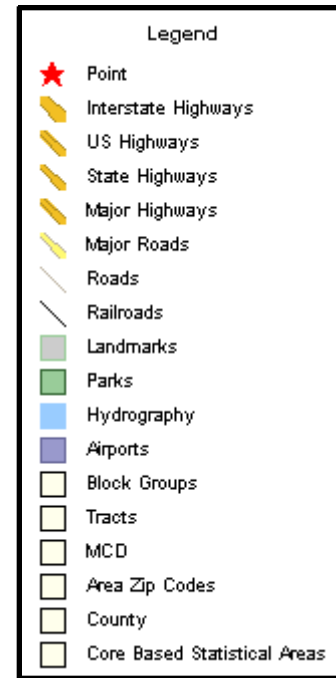 Legend
Point
Interstate Highways
US Highways
State Highways
Major Highways
Major Roads
Roads
Railroads
Landmarks
Parks
Hydrography
Airports
Block Groups
Tracts
MCD
Area Zip Codes
County
Core Based Statistical Areas